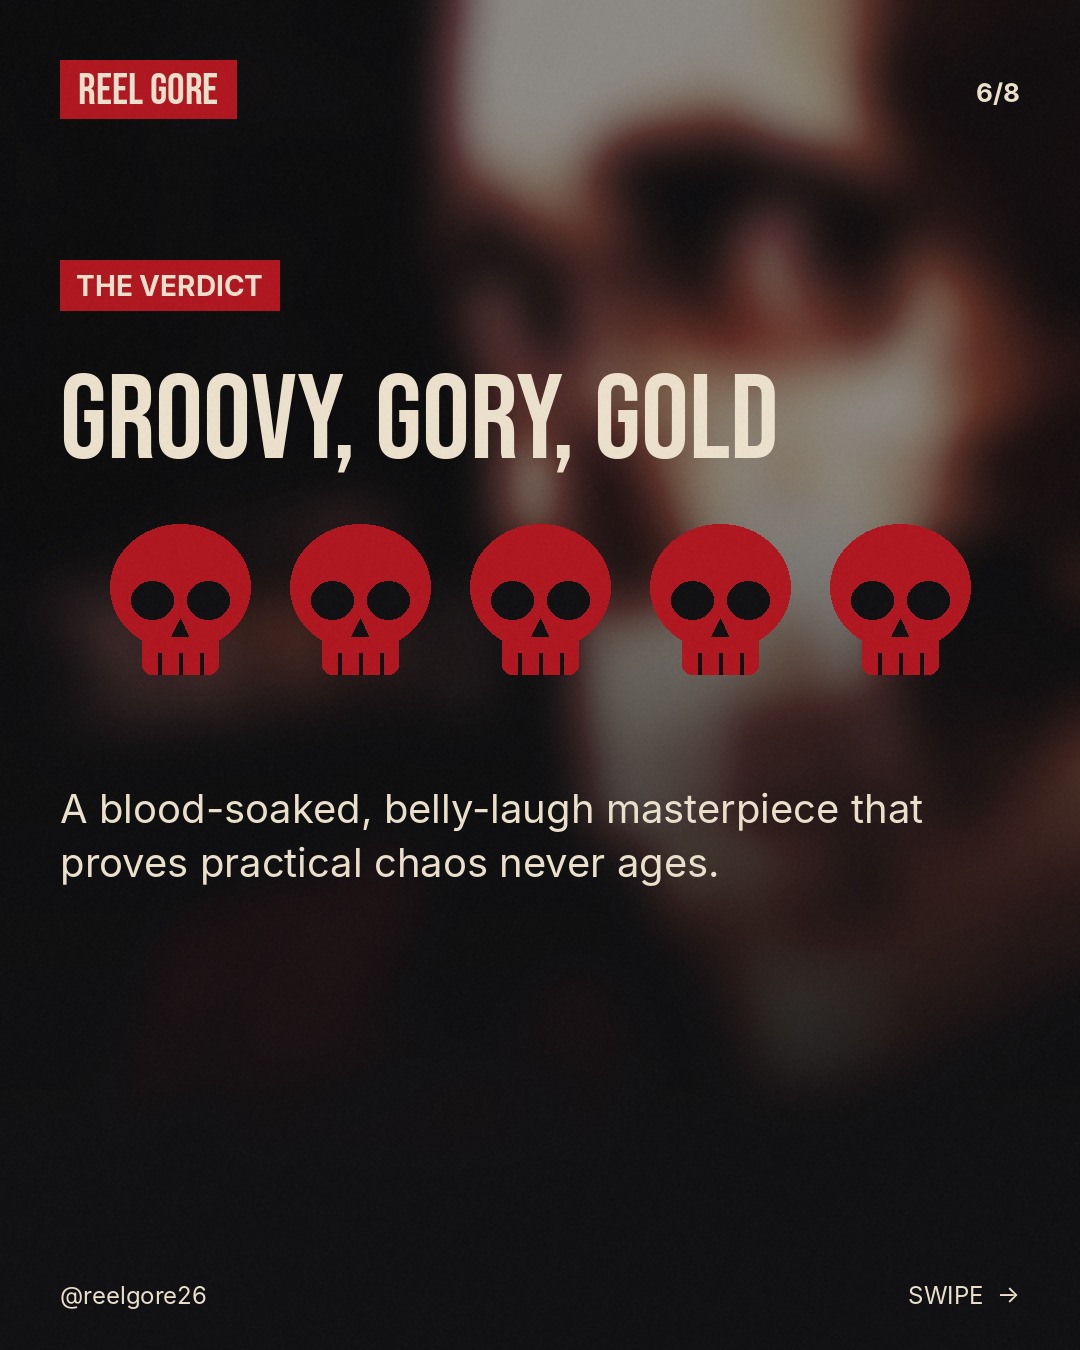 REEL GORE
6/8
THE VERDICT
GROOVY, GORY, GOLD
A blood-soaked, belly-laugh masterpiece that
proves practical chaos never ages.
@reelgore26
SWIPE →